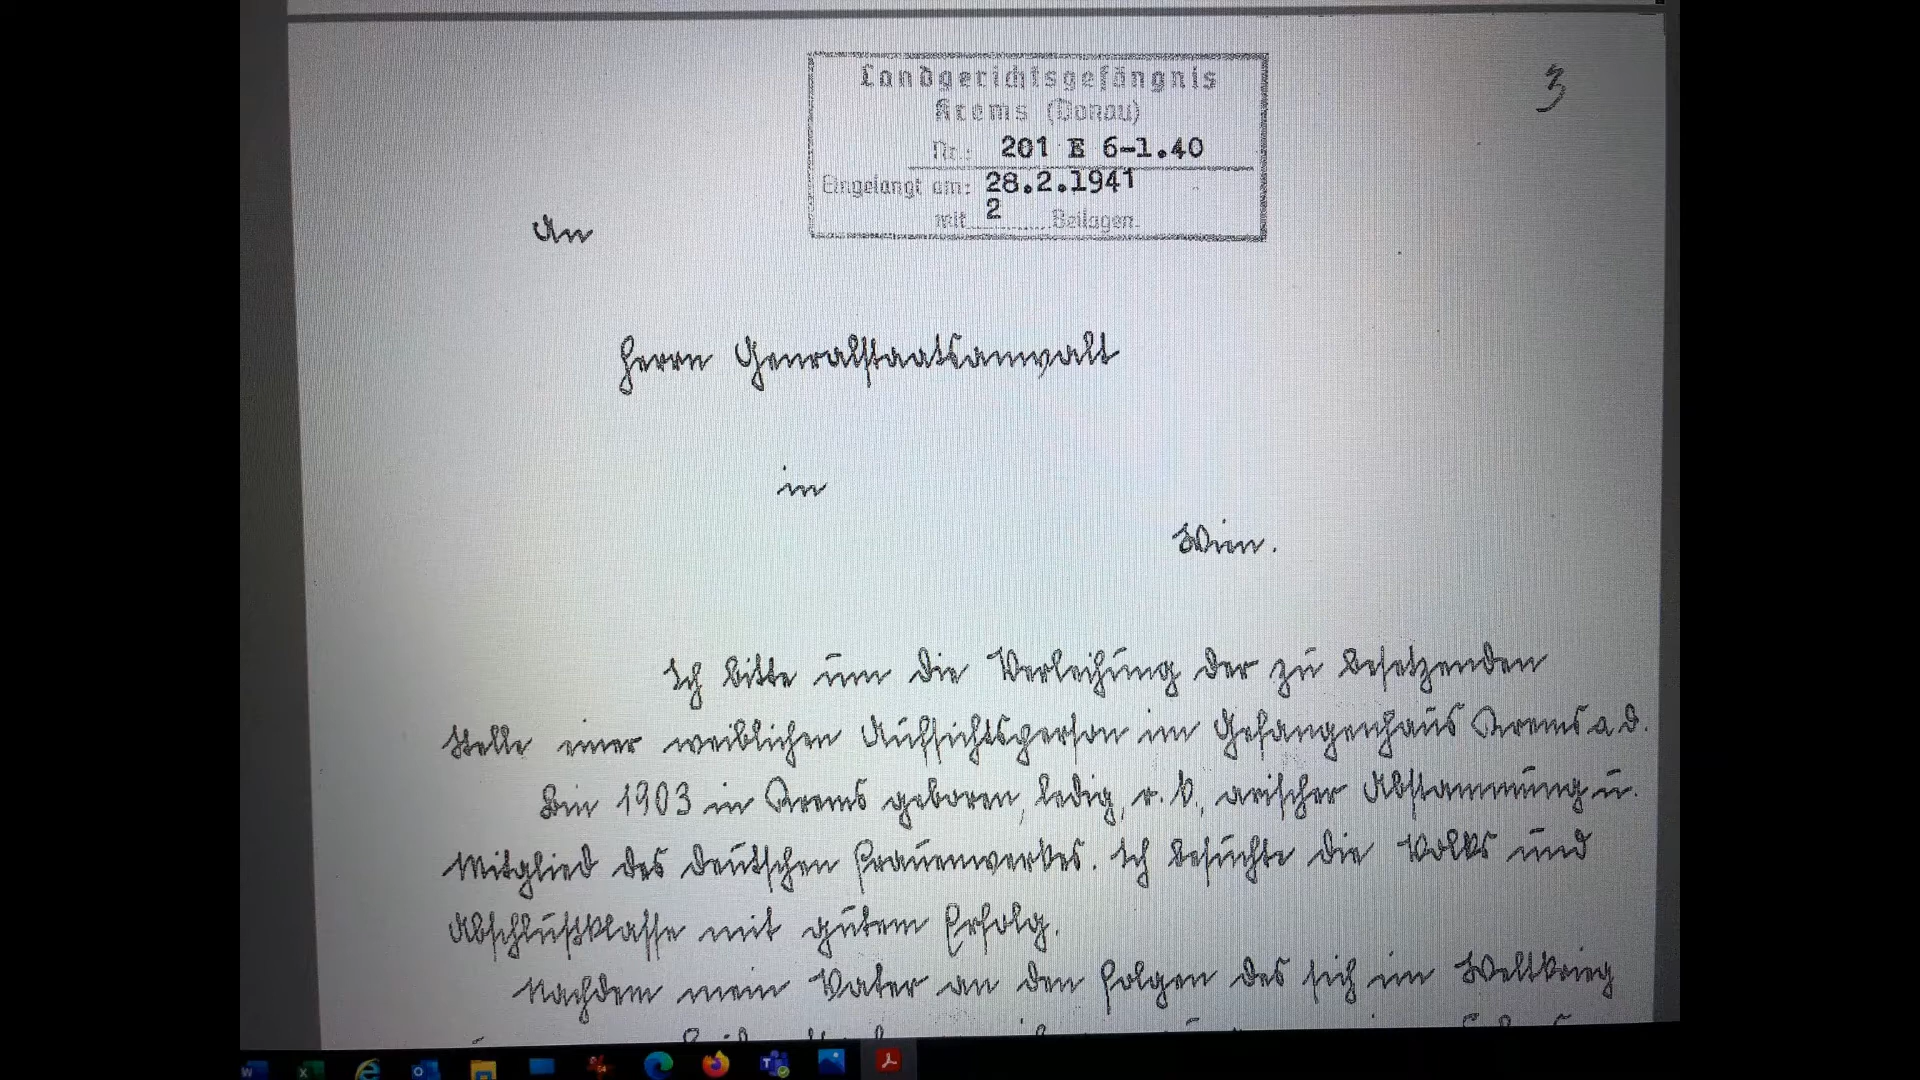 Landgerichtsgefängnis
Krems (Donau)
Nr.: 201 E 6-1.40
Eingelangt am: 28.2.1941
mit 2 Beilagen.
3
An
Herrn Genralstaatsanwalt
in
Wien.
Ich bitte um die Verleihung der zu besetzenden
Stelle einer weiblichen Aufsichtsperson im Gefangenhaus Krems a. d.
Bin 1903 in Krems geboren, ledig, r. k., arischer Abstammung u.
Mitglied des deutschen Frauenwerkes. Ich besuchte die Volks und
Abschlußklasse mit gutem Erfolg.
Nachdem mein Vater an den Folgen des sich im Weltkrieg